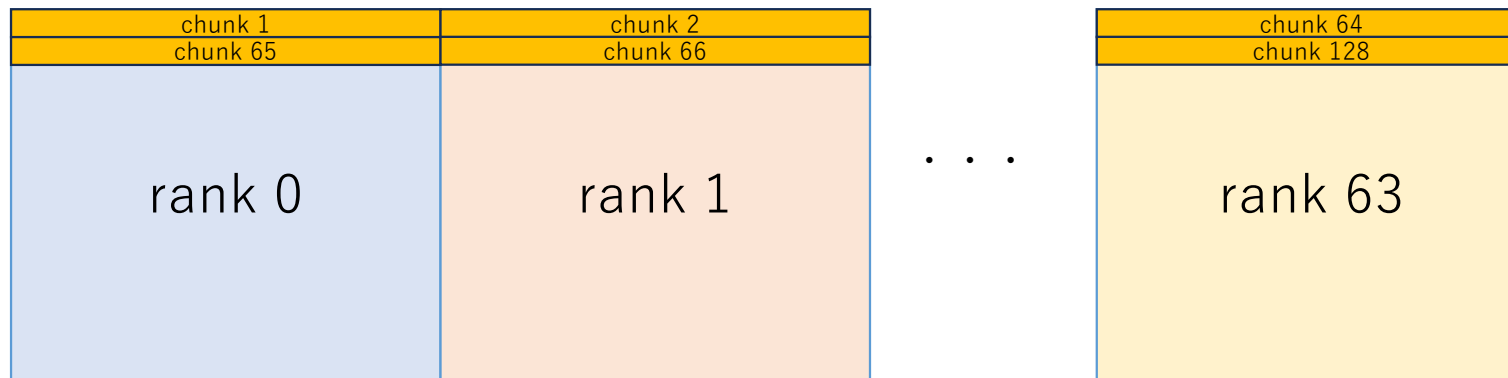 chunk 1 chunk 2 chunk 64
chunk 65 chunk 66 chunk 128
. . .
rank 0 rank 1 rank 63